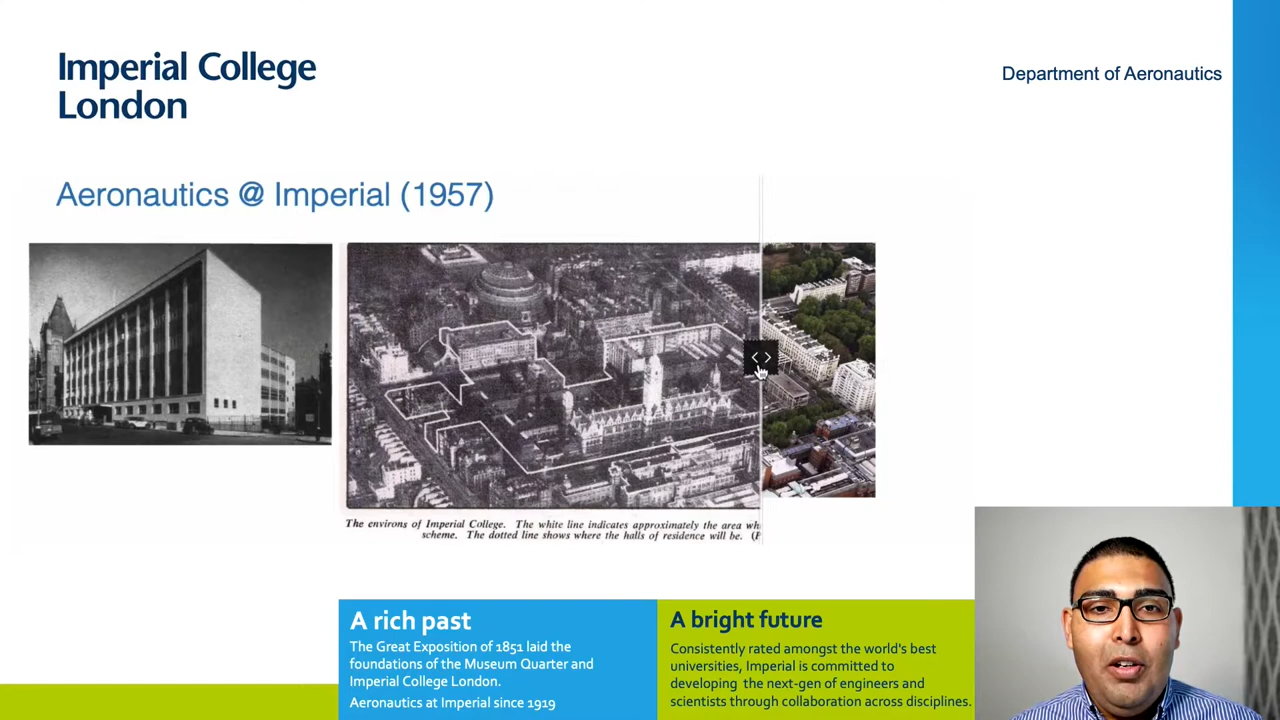 Imperial College
London
Department of Aeronautics
Aeronautics @ Imperial (1957)
The environs of Imperial College. The white line indicates approximately the area
scheme. The dotted line shows where the halls of residence will be.
A rich past
The Great Exposition of 1851 laid the
foundations of the Museum Quarter and
Imperial College London.
Aeronautics at Imperial since 1919
A bright future
Consistently rated amongst the world's best
universities, Imperial is committed to
developing the next-gen of engineers and
scientists through collaboration across disciplines.